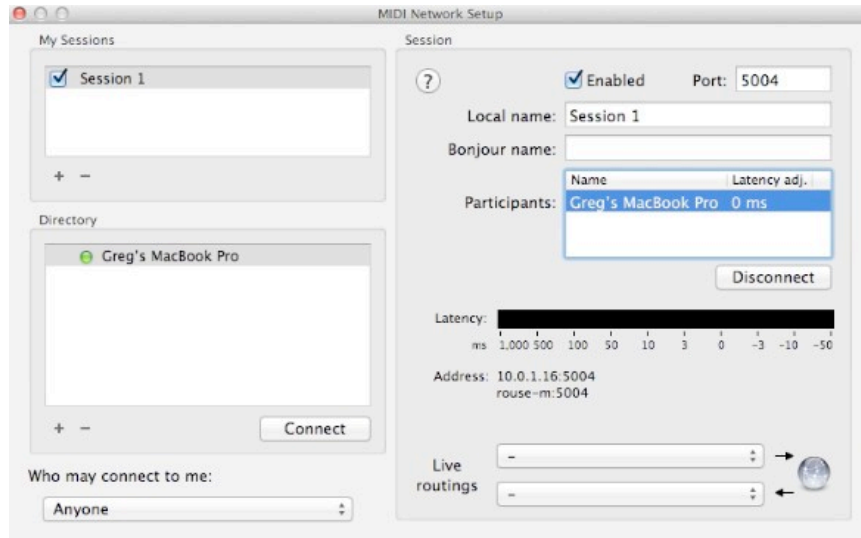 MIDI Network Setup
My Sessions
Session 1
+ −
Directory
Greg's MacBook Pro
+ −
Connect
Who may connect to me:
Anyone
Session
? Enabled Port: 5004
Local name: Session 1
Bonjour name:
Participants:
Name Latency adj.
Greg's MacBook Pro 0 ms
Disconnect
Latency:
ms 1,000 500 100 50 10 3 0 -3 -10 -50
Address: 10.0.1.16:5004
rouse-m:5004
Live
routings
-
-